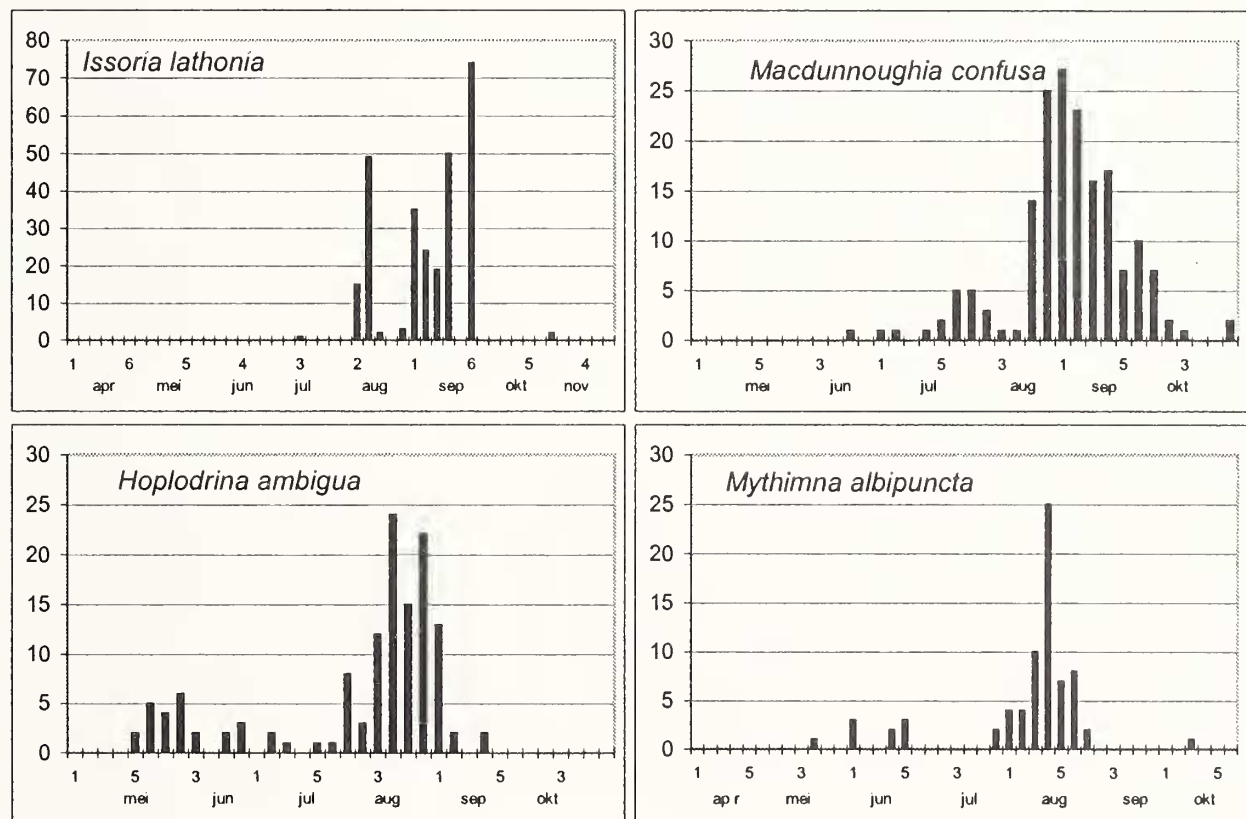 Issoria lathonia
80
70
60
50
40
30
20
10
0
1 6 5 4 3 2 1 6 5 4
apr mei jun jul aug sep okt nov
Macdunnoughia confusa
30
25
20
15
10
5
0
1 5 3 1 5 3 1 5 3
mei jun jul aug sep okt
Hoplodrina ambigua
30
25
20
15
10
5
0
1 5 3 1 5 3 1 5 3
mei jun jul aug sep okt
Mythimna albipuncta
30
25
20
15
10
5
0
1 5 3 1 5 3 1 5 3 1 5
ap r mei jun jul aug sep okt